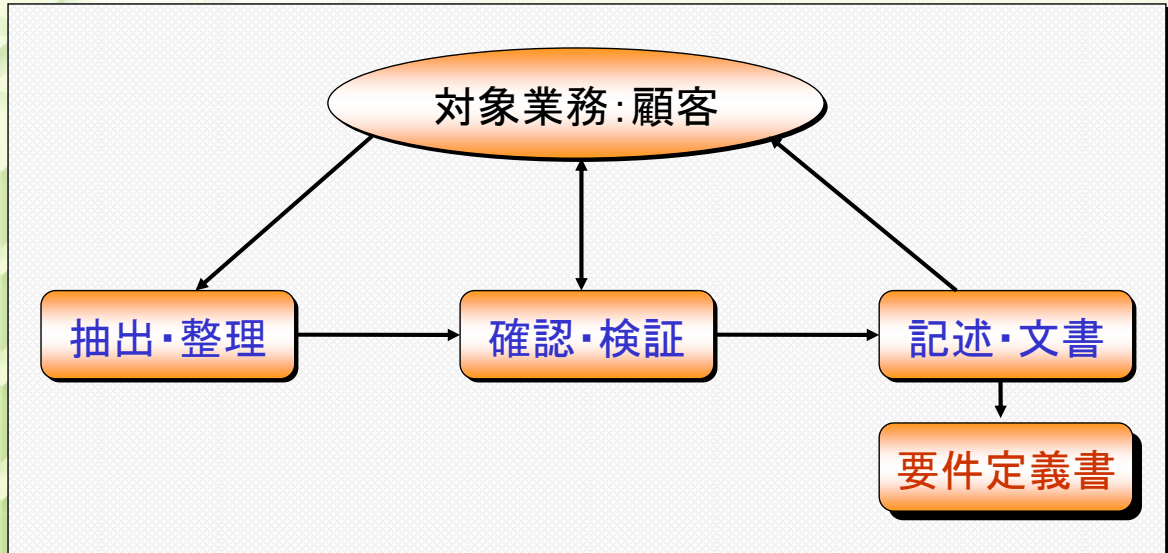 対象業務:顧客
抽出・整理
確認・検証
記述・文書
要件定義書